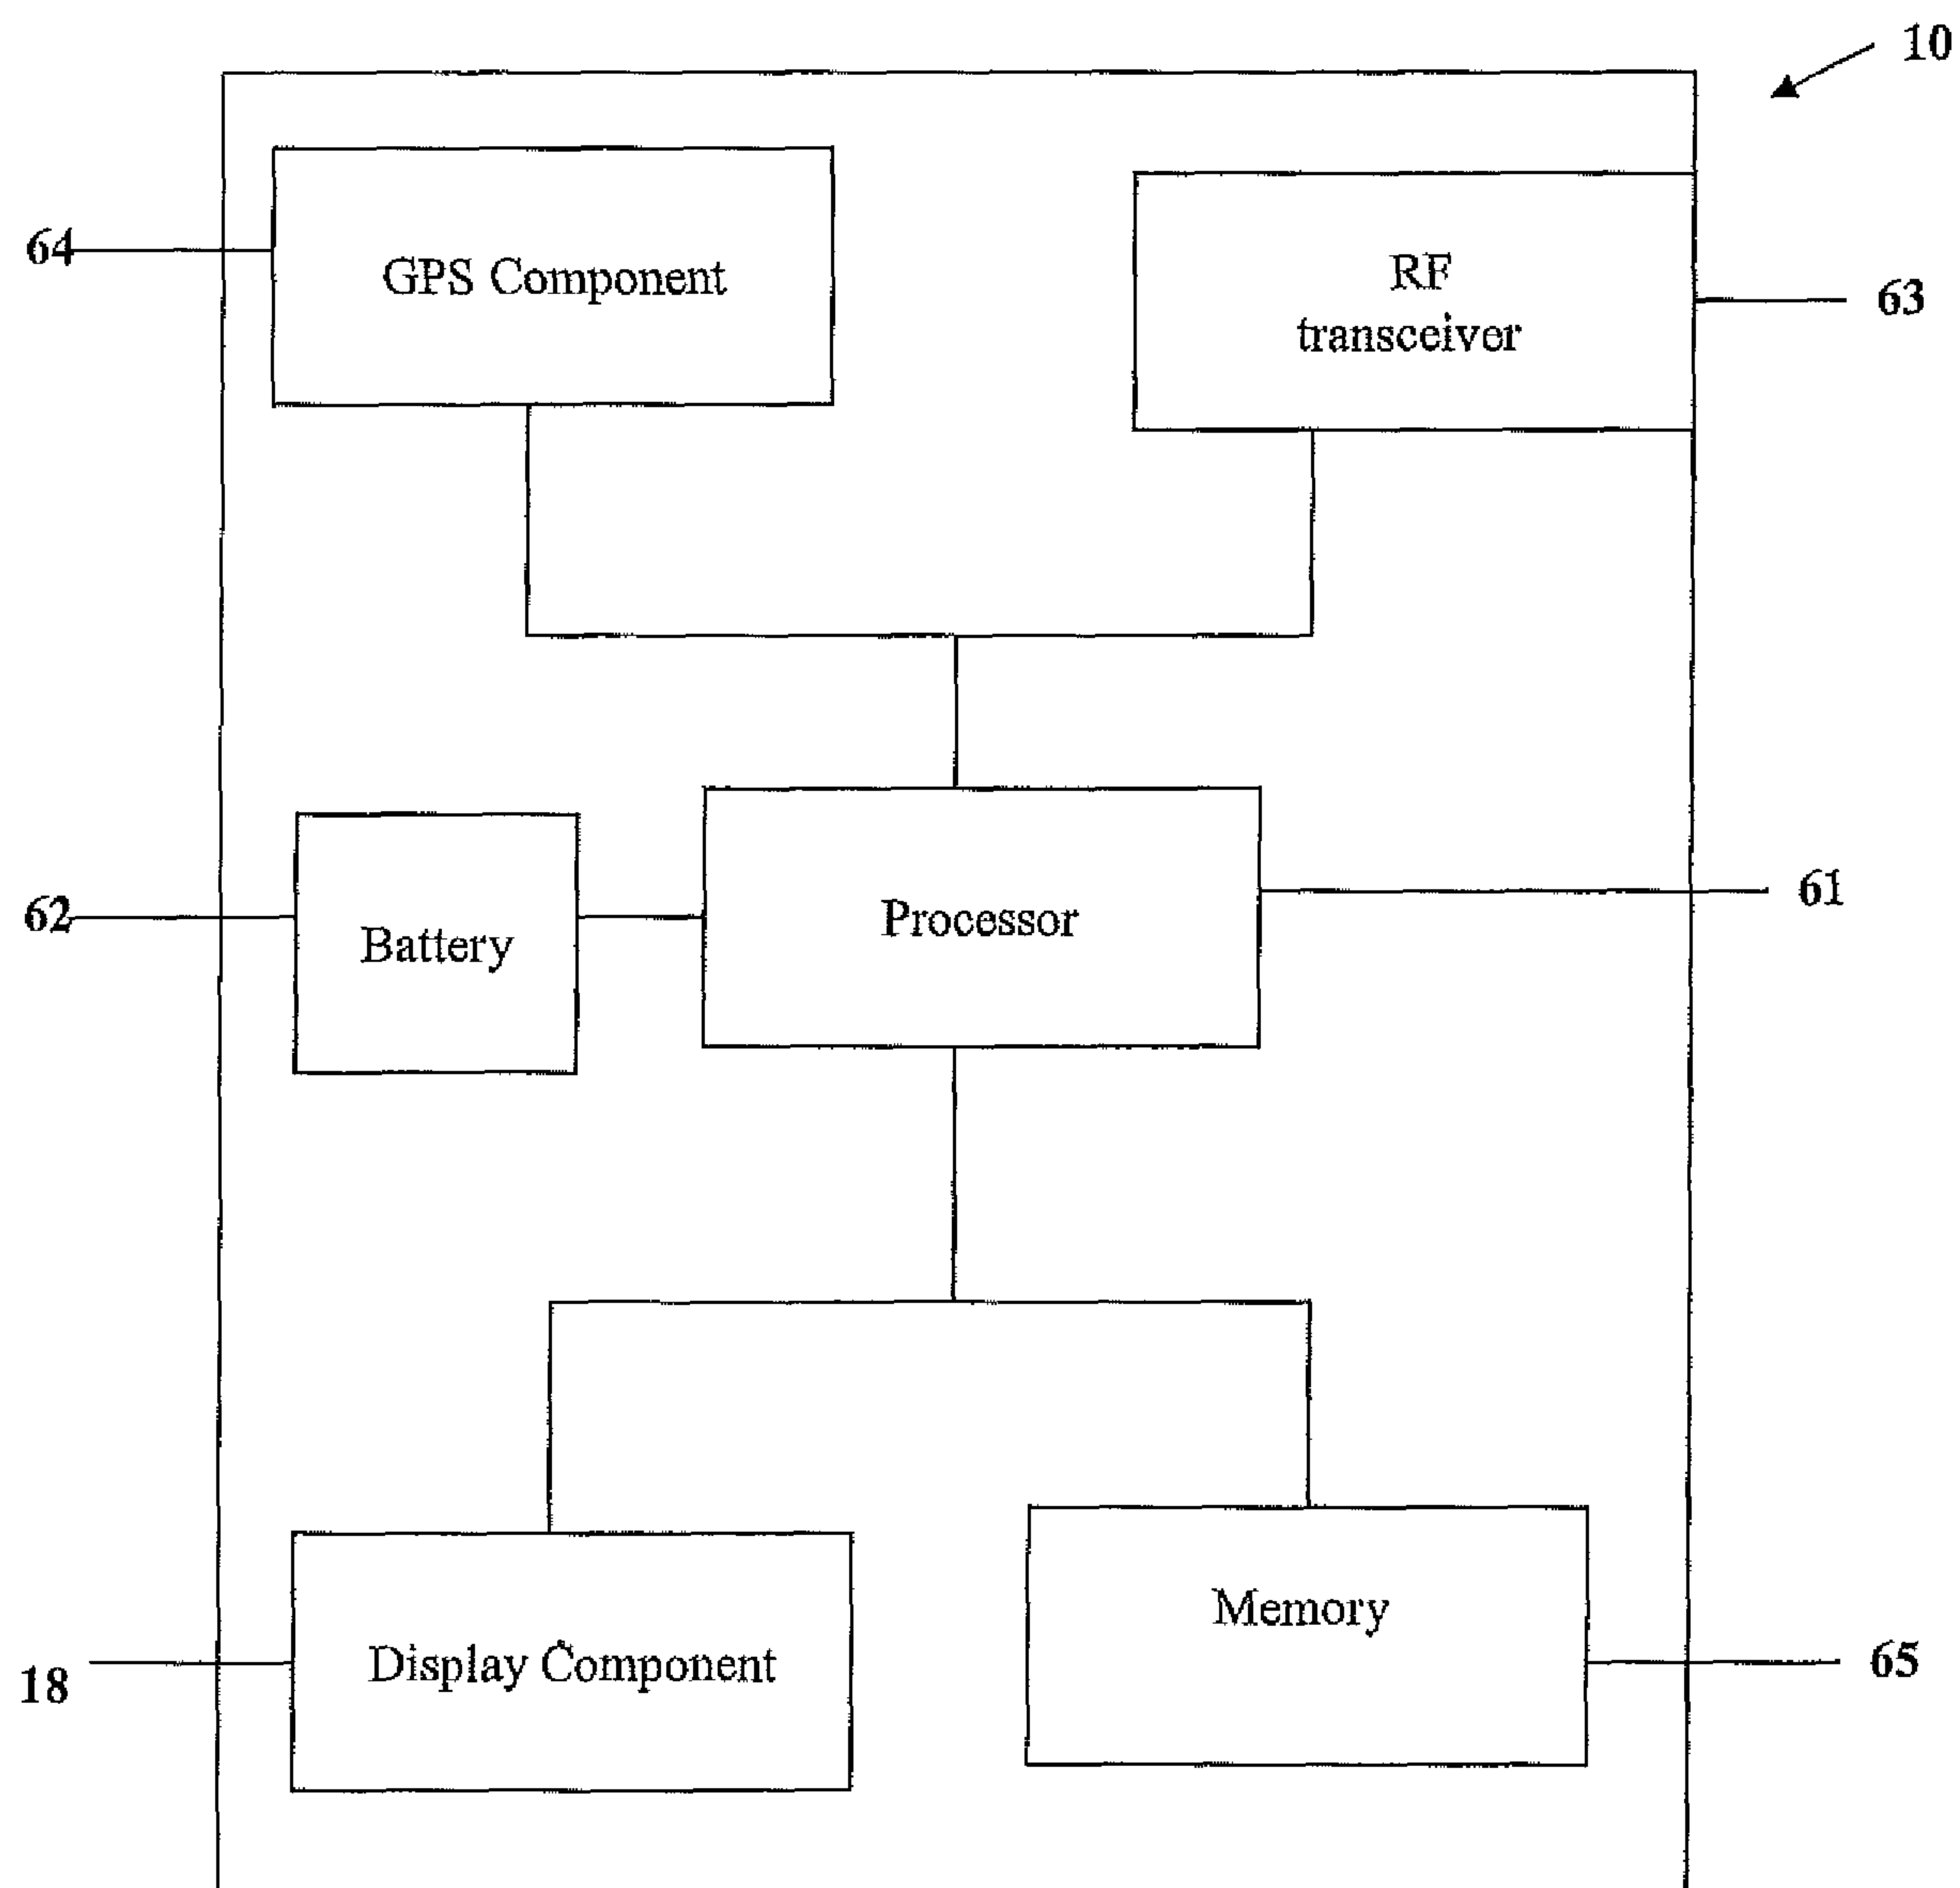 10
64
GPS Component
RF
transceiver
63
62
Battery
Processor
61
18
Display Component
Memory
65